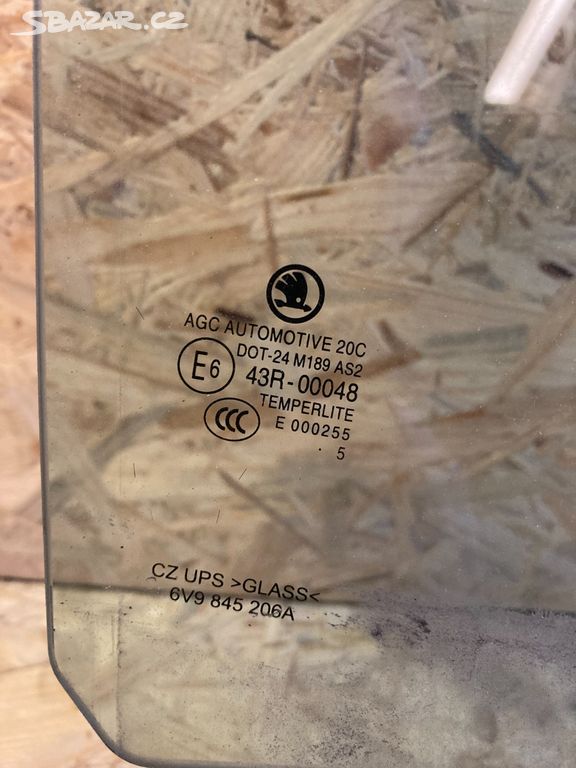 SBAZAR.CZ
AGC AUTOMOTIVE 20C
DOT-24 M189 AS2
E6 43R-00048
CCC TEMPERLITE
E 000255
5
CZ UPS >GLASS<
6V9 845 206A